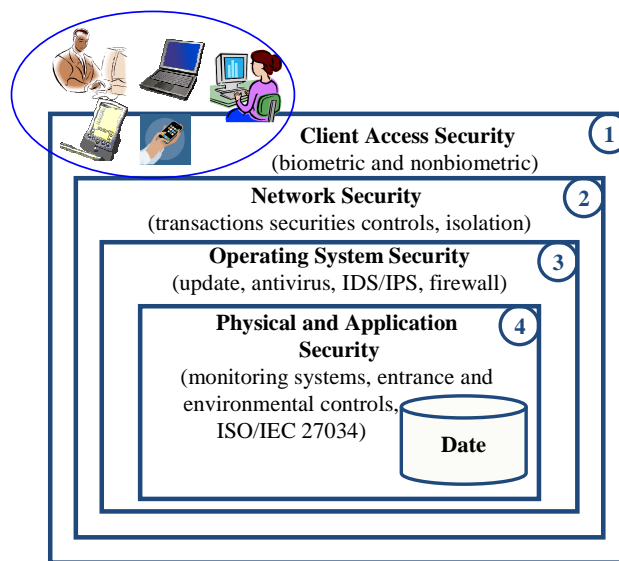 Client Access Security
1
(biometric and nonbiometric)
Network Security
2
(transactions securities controls, isolation)
Operating System Security
3
(update, antivirus, IDS/IPS, firewall)
Physical and Application
4
Security
(monitoring systems, entrance and
environmental controls,
ISO/IEC 27034)
Date